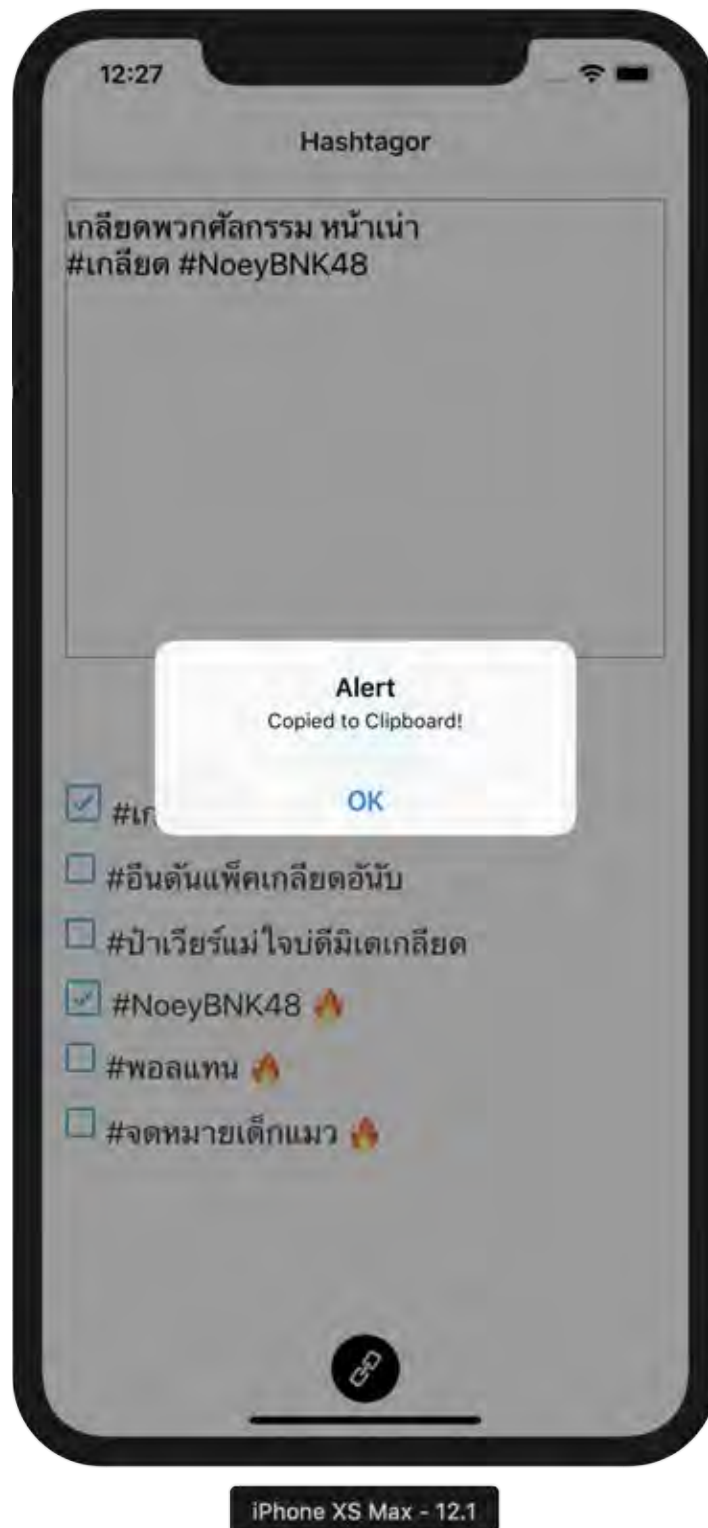 12:27
Hashtagor
เกลียดพวกศัลกรรม หน้าเน่า
#เกลียด #NoeyBNK48
Alert
Copied to Clipboard!
OK
#เก
#อีนดันแพ็คเกลียดอันับ
#ป๋าเวียร์แม่ใจบ่ดีมิเตเกลียด
#NoeyBNK48 🔥
#พอลแทน 🔥
#จดหมายเด็กแมว 🔥
iPhone XS Max - 12.1